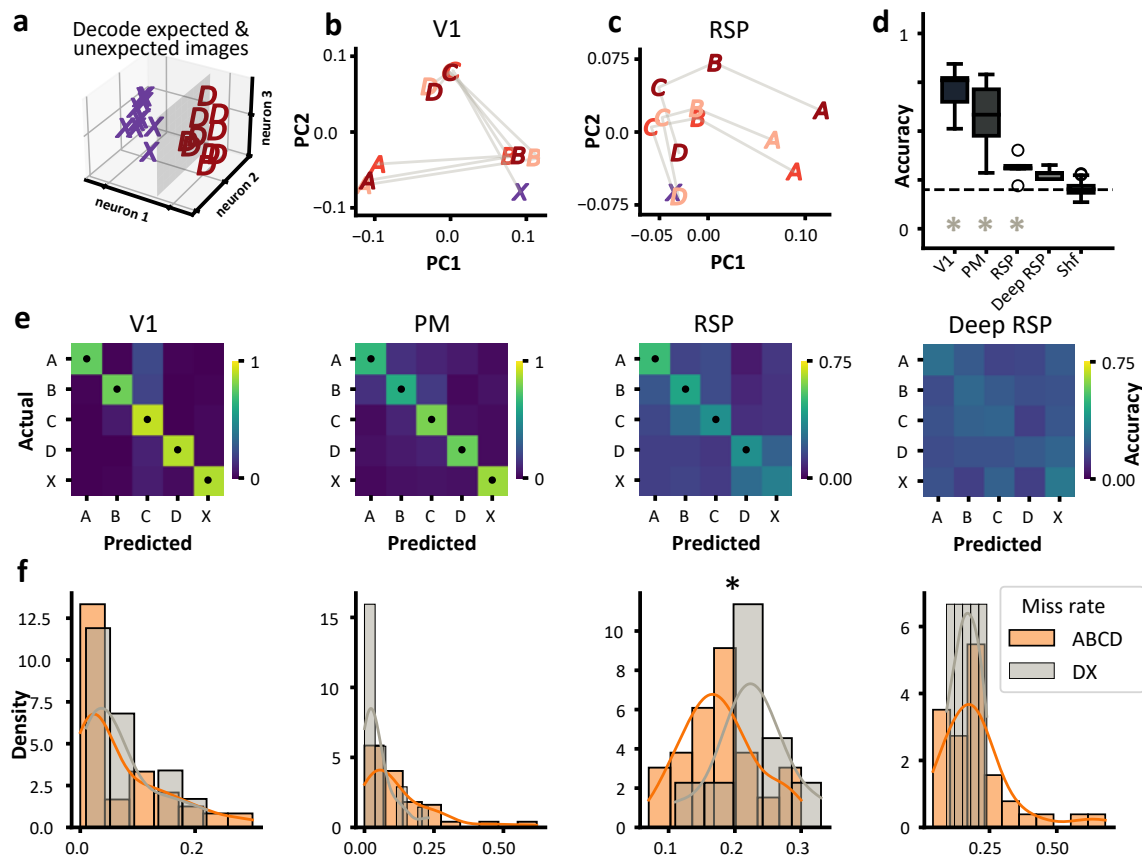 a
Decode expected &
unexpected images
X X X X X
D D D D D D D
neuron 1
neuron 2
neuron 3
b
V1
0.1
0.0
−0.1
PC2
−0.1 0.0 0.1
PC1
D C D
A A A
B B B
X
c
RSP
0.075
0.000
−0.075
PC2
−0.05 0.00 0.10
PC1
B
C A
C B
C B A
D A
X D
d
1
0
Accuracy
* * *
V1
PM
RSP
Deep RSP
Shf
e
V1
A
B
C
D
X
Actual
A B C D X
Predicted
1
0
PM
A B C D X
Predicted
1
0
RSP
A B C D X
Predicted
0.75
0.00
Deep RSP
A B C D X
Predicted
0.75
0.00
Accuracy
f
12.5
10.0
7.5
5.0
2.5
0.0
Density
0.0 0.2
15
10
5
0
0.00 0.25 0.50
*
10
8
6
4
2
0
0.1 0.2 0.3
6
4
2
0
0.25 0.50
Miss rate
ABCD
DX